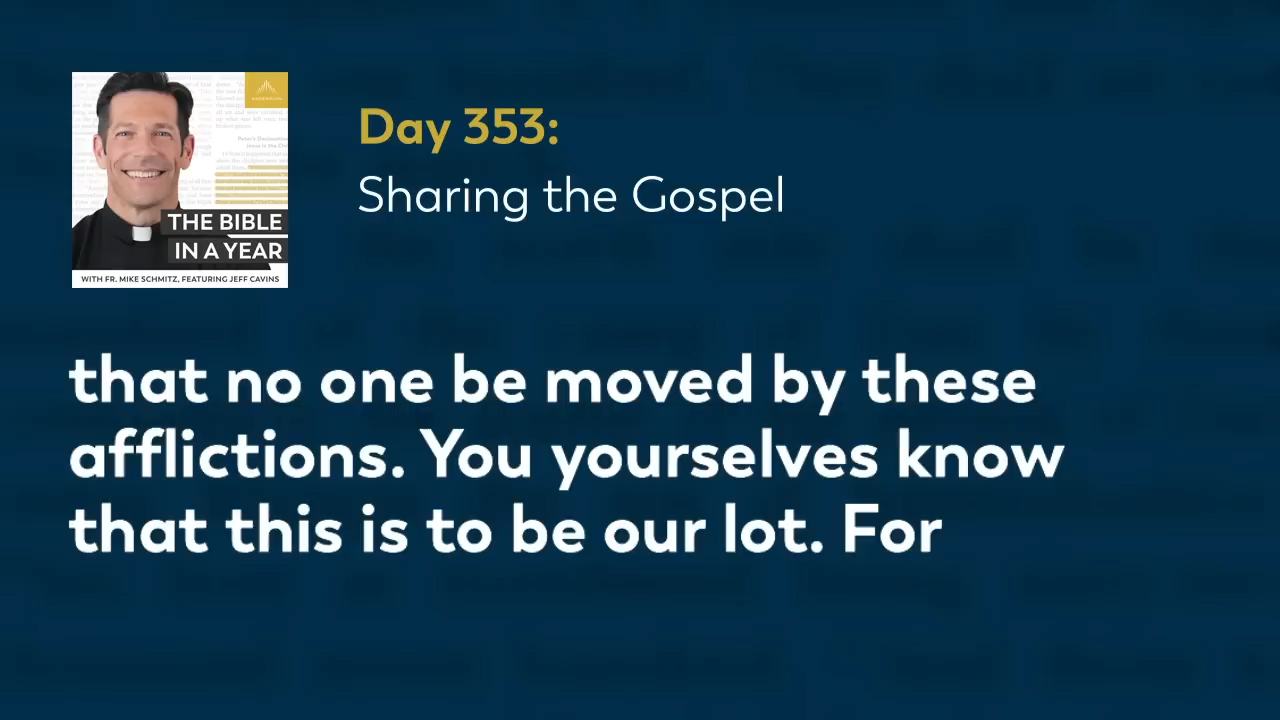 THE BIBLE
IN A YEAR
WITH FR. MIKE SCHMITZ, FEATURING JEFF CAVINS
Day 353:
Sharing the Gospel
that no one be moved by these
afflictions. You yourselves know
that this is to be our lot. For